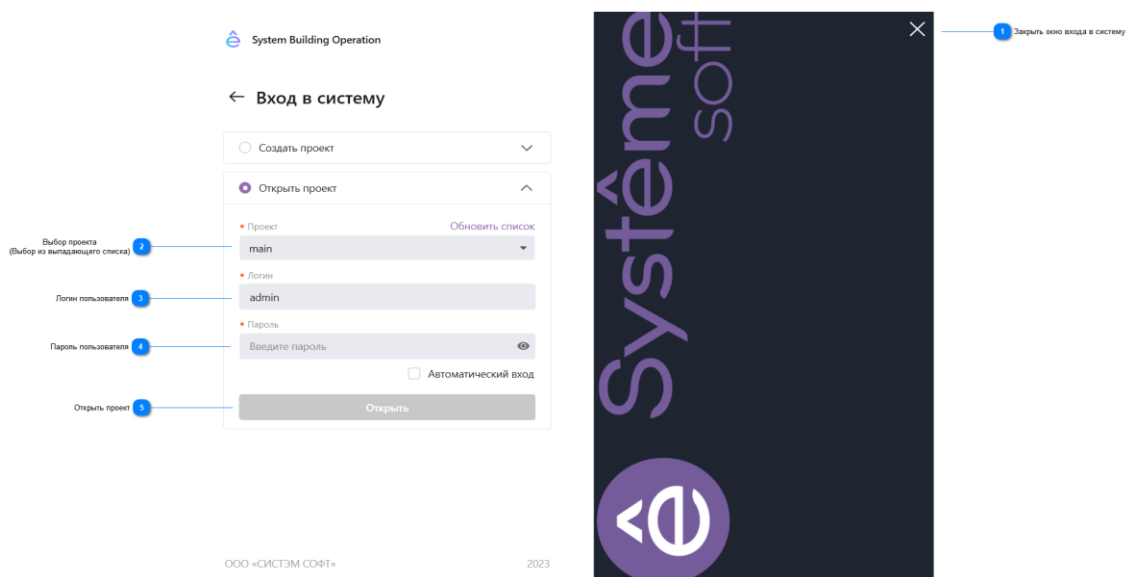 System Building Operation
Вход в систему
Создать проект
Открыть проект
Проект
Обновить список
main
Логин
admin
Пароль
Введите пароль
Автоматический вход
Открыть
ООО «СИСТЭМ СОФТ»
2023
Выбор проекта
(Выбор из выпадающего списка)
2
Логин пользователя
3
Пароль пользователя
4
Открыть проект
5
Systême
soft
ê
1
Закрыть окно входа в систему